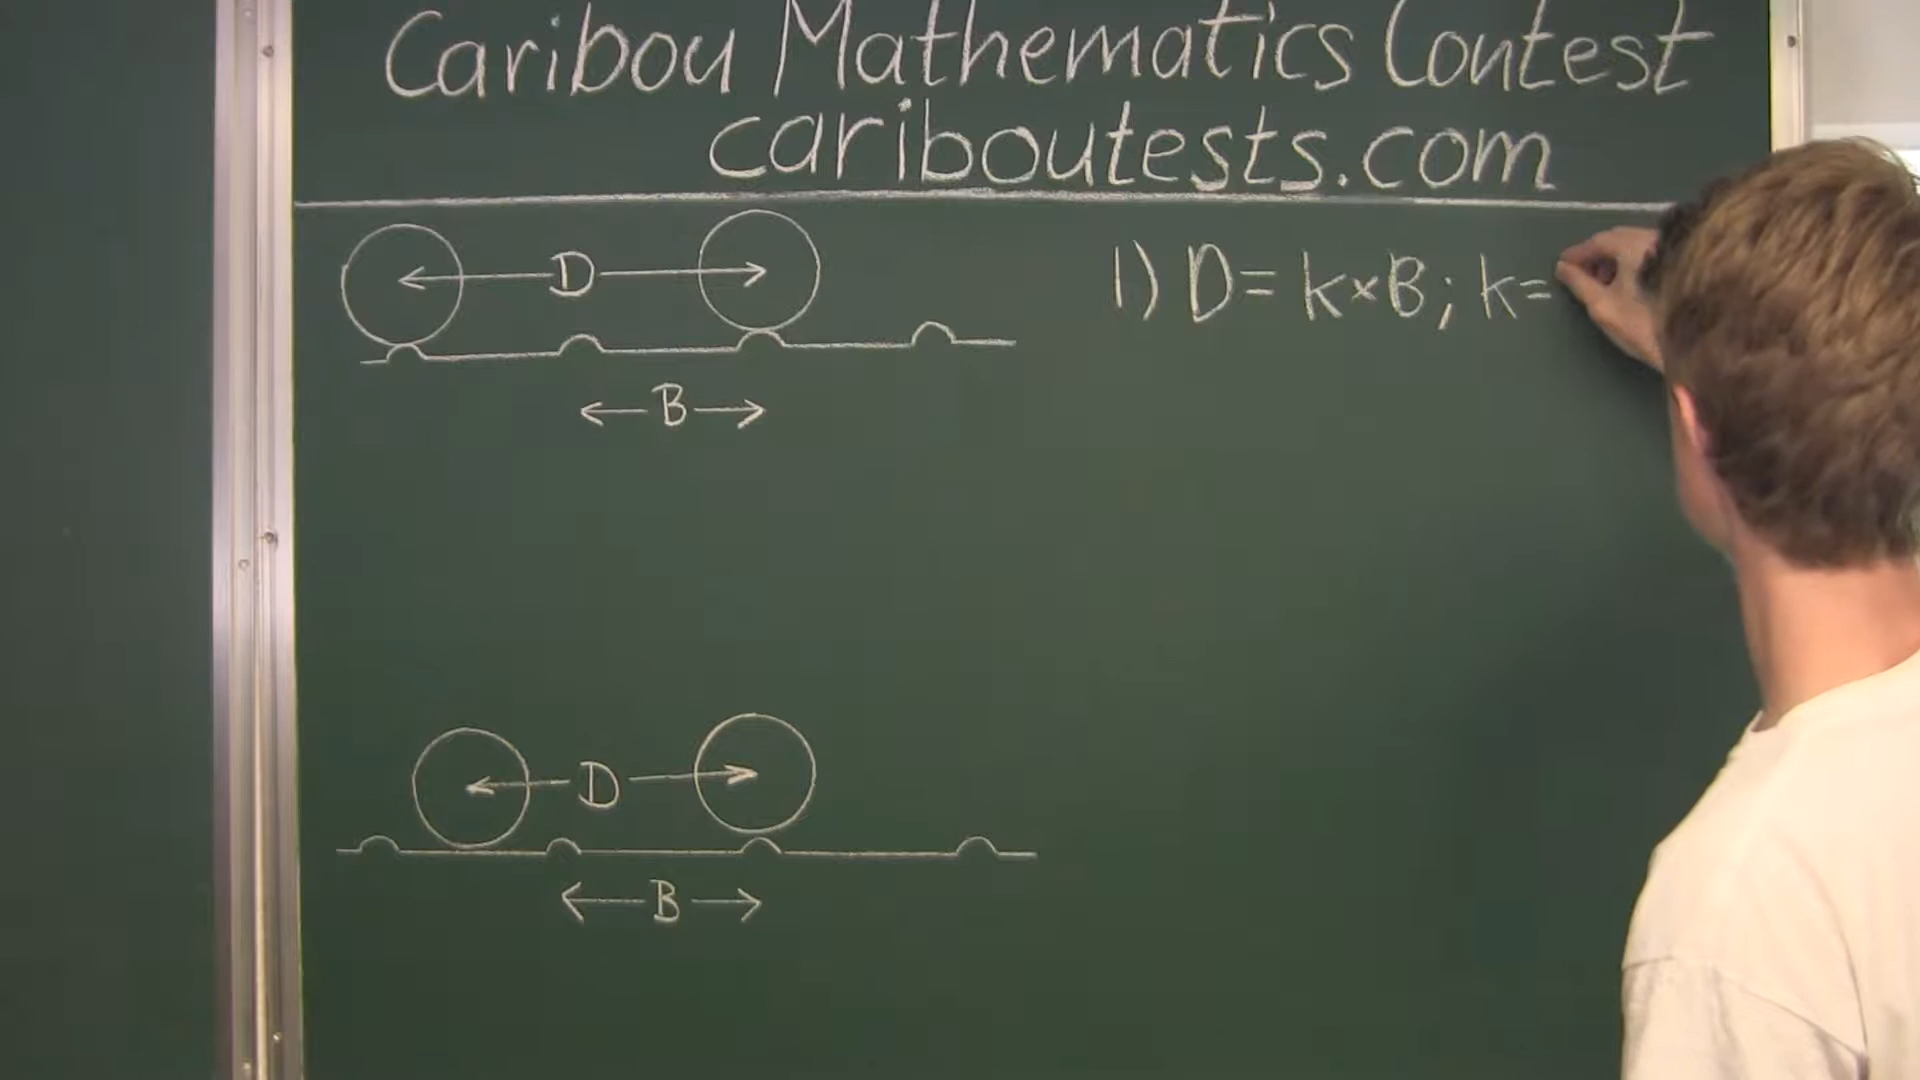 Caribou Mathematics Contest
cariboutests.com
D
1) D = k×B; k=
B
D
B